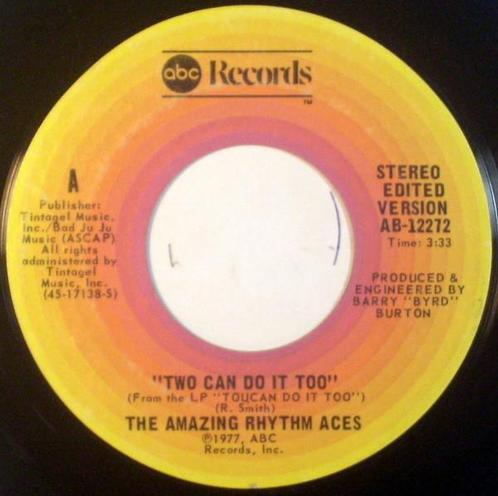 abc Records
TM
A
Publisher:
Tintagel Music,
Inc./Bad Ju Ju
Music (ASCAP)
All rights
administered by
Tintagel
Music, Inc.
(45-17138-S)
STEREO
EDITED
VERSION
AB-12272
Time: 3:33
PRODUCED &
ENGINEERED BY
BARRY "BYRD"
BURTON
"TWO CAN DO IT TOO"
(From the LP "TOUCAN DO IT TOO")
(R. Smith)
THE AMAZING RHYTHM ACES
℗1977, ABC
Records, Inc.